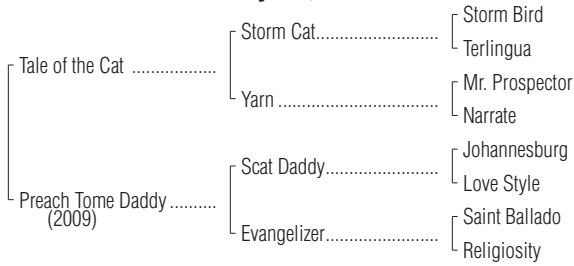 Storm Bird
Storm Cat
Terlingua
Tale of the Cat
Mr. Prospector
Yarn
Narrate
Johannesburg
Scat Daddy
Love Style
Preach Tome Daddy
(2009)
Saint Ballado
Evangelizer
Religiosity